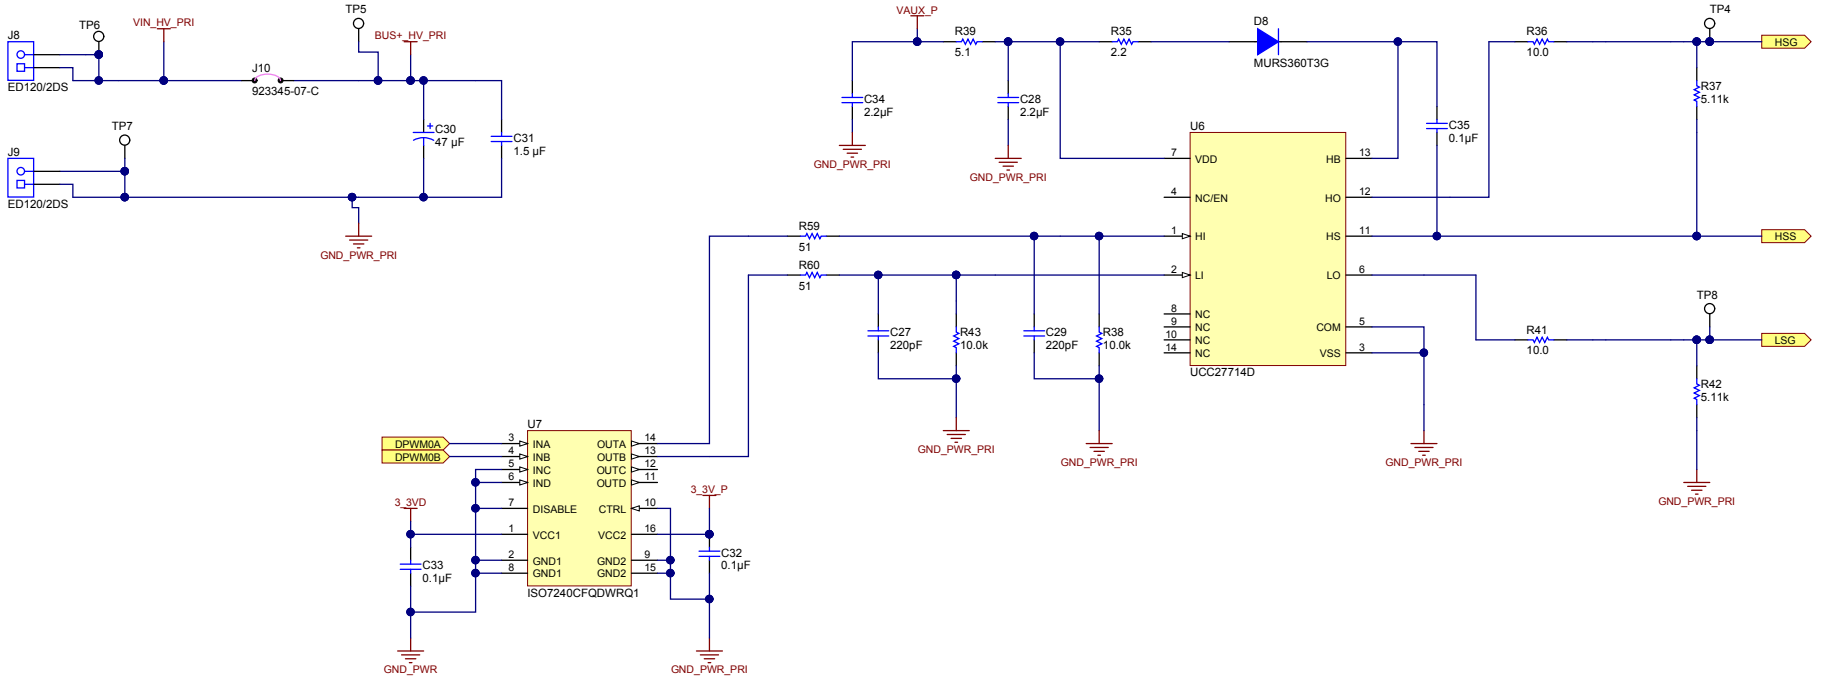 J8
ED120/2DS
TP6
VIN_HV_PRI
J10
923345-07-C
TP5
BUS+_HV_PRI
+
C30
47 µF
C31
1.5 µF
J9
ED120/2DS
TP7
GND_PWR_PRI
VAUX_P
R39
5.1
R35
2.2
D8
MURS360T3G
C34
2.2µF
GND_PWR_PRI
C28
2.2µF
GND_PWR_PRI
C35
0.1µF
R36
10.0
TP4
HSG
R37
5.11k
HSS
U6
7 VDD
4 NC/EN
1 HI
2 LI
8 NC
9 NC
10 NC
14 NC
HB 13
HO 12
HS 11
LO 6
COM 5
VSS 3
UCC27714D
GND_PWR_PRI
R59
51
R60
51
C27
220pF
R43
10.0k
GND_PWR_PRI
C29
220pF
R38
10.0k
GND_PWR_PRI
TP8
R41
10.0
LSG
R42
5.11k
GND_PWR_PRI
DPWM0A
DPWM0B
U7
3 INA
4 INB
5 INC
6 IND
7 DISABLE
1 VCC1
2 GND1
8 GND1
OUTA 14
OUTB 13
OUTC 12
OUTD 11
CTRL 10
VCC2 16
GND2 9
GND2 15
ISO7240CFQDWRQ1
3_3VD
C33
0.1µF
GND_PWR
3_3V_P
C32
0.1µF
GND_PWR_PRI